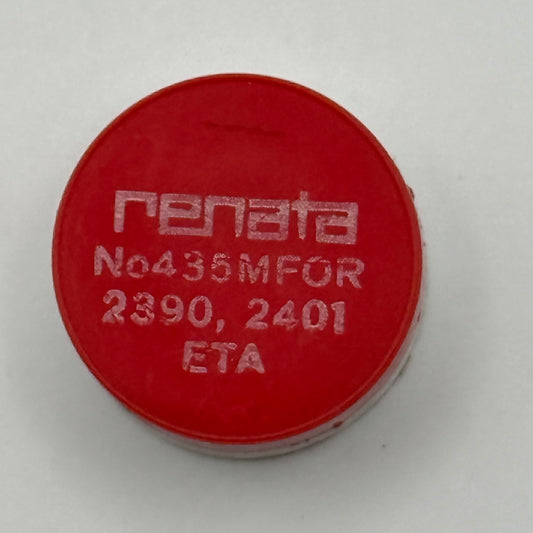 renata
No435MFOR
2390, 2401
ETA